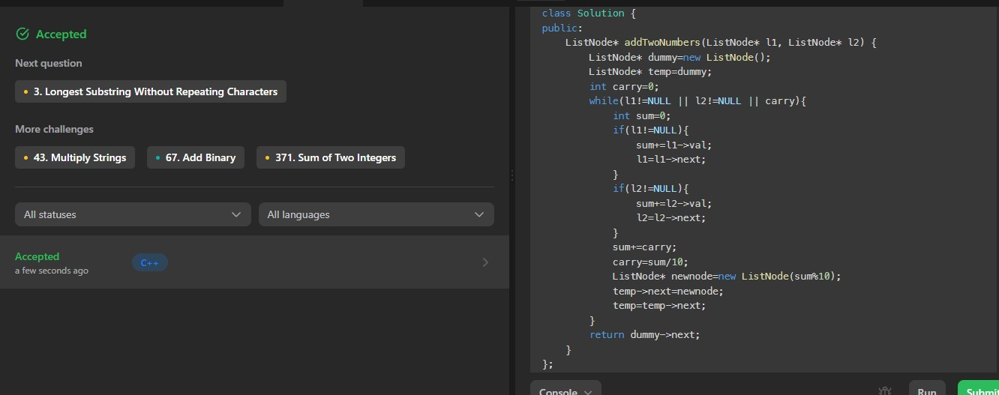 Accepted
Next question
3. Longest Substring Without Repeating Characters
More challenges
43. Multiply Strings
67. Add Binary
371. Sum of Two Integers
All statuses
All languages
Accepted
a few seconds ago
C++
class Solution {
public:
    ListNode* addTwoNumbers(ListNode* l1, ListNode* l2) {
        ListNode* dummy=new ListNode();
        ListNode* temp=dummy;
        int carry=0;
        while(l1!=NULL || l2!=NULL || carry){
            int sum=0;
            if(l1!=NULL){
                sum+=l1->val;
                l1=l1->next;
            }
            if(l2!=NULL){
                sum+=l2->val;
                l2=l2->next;
            }
            sum+=carry;
            carry=sum/10;
            ListNode* newnode=new ListNode(sum%10);
            temp->next=newnode;
            temp=temp->next;
        }
        return dummy->next;
    }
};
Console
Run
Submit